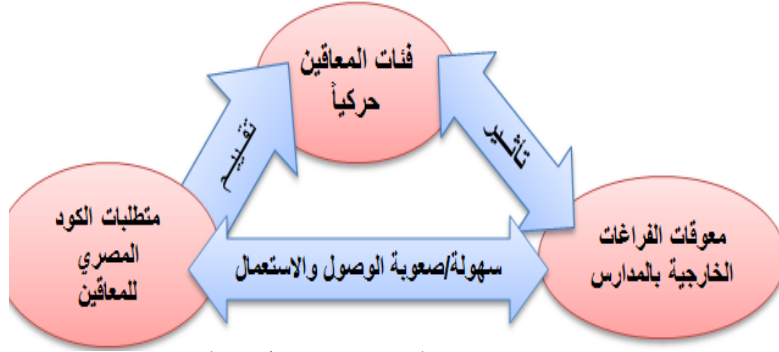 فئات المعاقين
حركياً
تقييم
تأثير
متطلبات الكود
المصري
للمعاقين
سهولة/صعوبة الوصول والاستعمال
معوقات الفراغات
الخارجية بالمدارس